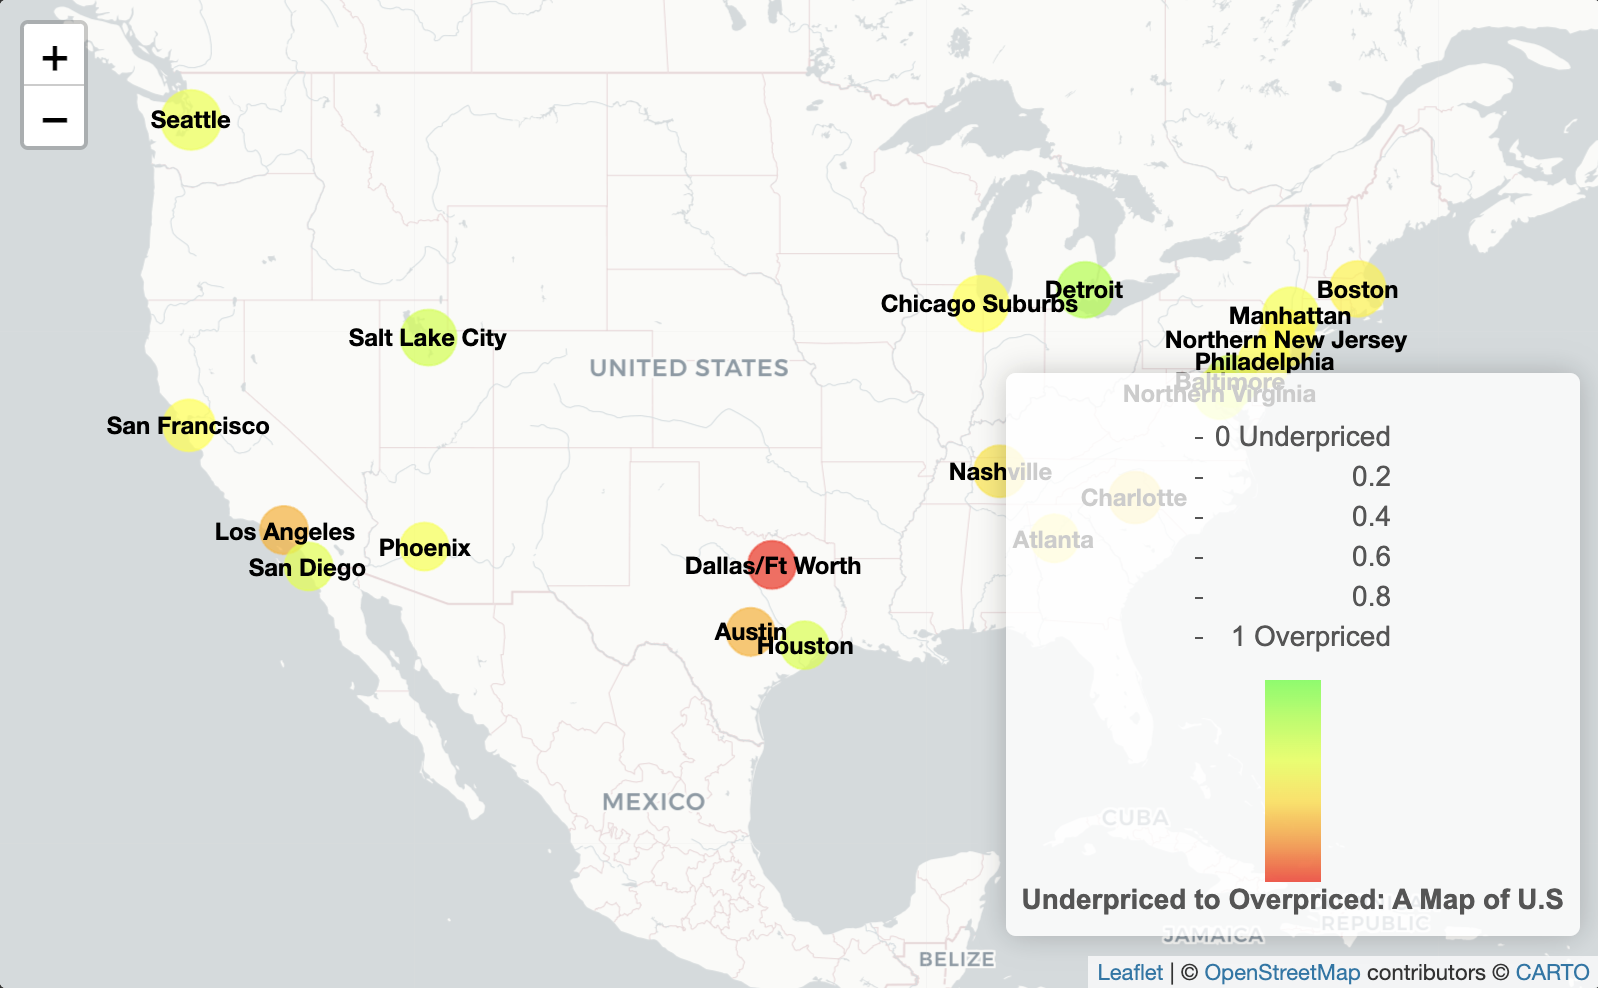 +
−
Seattle
Salt Lake City
San Francisco
Los Angeles
San Diego
Phoenix
UNITED STATES
Dallas/Ft Worth
Austin
Houston
MEXICO
Chicago Suburbs
Detroit
Boston
Manhattan
Northern New Jersey
Philadelphia
Baltimore
Northern Virginia
Nashville
Charlotte
Atlanta
- 0 Underpriced
- 0.2
- 0.4
- 0.6
- 0.8
- 1 Overpriced
CUBA
Underpriced to Overpriced: A Map of U.S
REPUBLIC
JAMAICA
BELIZE
Leaflet | © OpenStreetMap contributors © CARTO